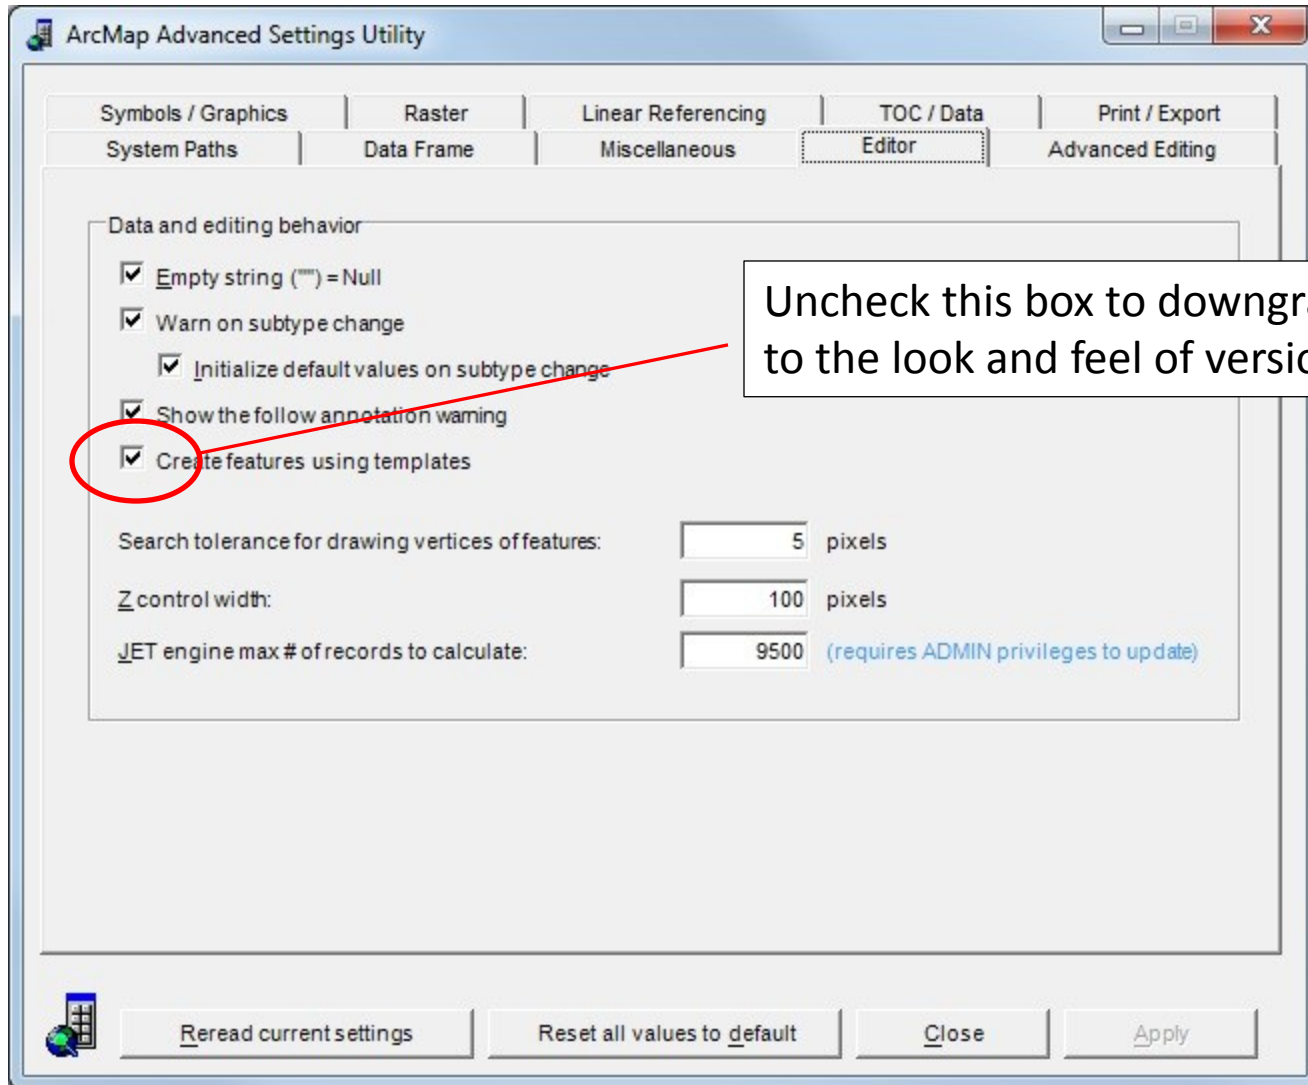 ArcMap Advanced Settings Utility
Symbols / Graphics Raster Linear Referencing TOC / Data Print / Export
System Paths Data Frame Miscellaneous Editor Advanced Editing
Data and editing behavior
Empty string ("") = Null
Warn on subtype change
Initialize default values on subtype change
Show the follow annotation warning
Create features using templates
Uncheck this box to
to the look and feel of
Search tolerance for drawing vertices of features: 5 pixels
Z control width: 100 pixels
JET engine max # of records to calculate: 9500 (requires ADMIN privileges to update)
Reread current settings Reset all values to default Close Apply